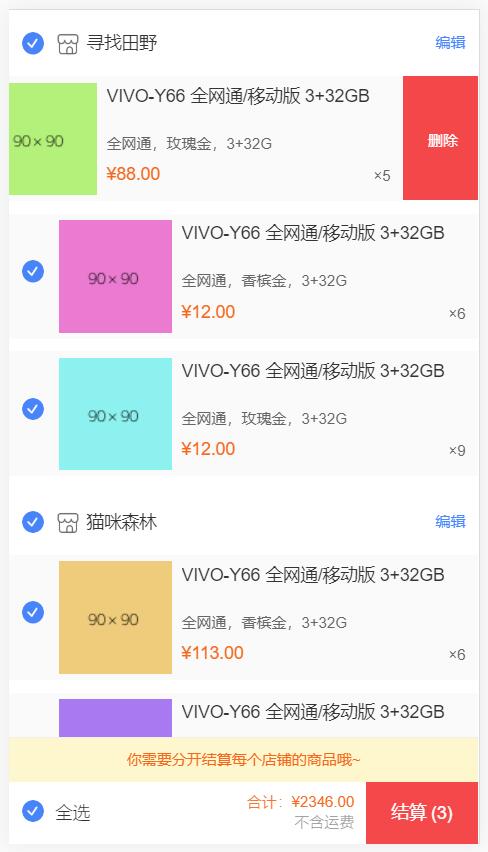 寻找田野
编辑
VIVO-Y66 全网通/移动版 3+32GB
90×90
全网通，玫瑰金，3+32G
¥88.00
×5
删除
VIVO-Y66 全网通/移动版 3+32GB
90×90
全网通，香槟金，3+32G
¥12.00
×6
VIVO-Y66 全网通/移动版 3+32GB
90×90
全网通，玫瑰金，3+32G
¥12.00
×9
猫咪森林
编辑
VIVO-Y66 全网通/移动版 3+32GB
90×90
全网通，香槟金，3+32G
¥113.00
×6
VIVO-Y66 全网通/移动版 3+32GB
你需要分开结算每个店铺的商品哦~
全选
合计：¥2346.00
不含运费
结算 (3)